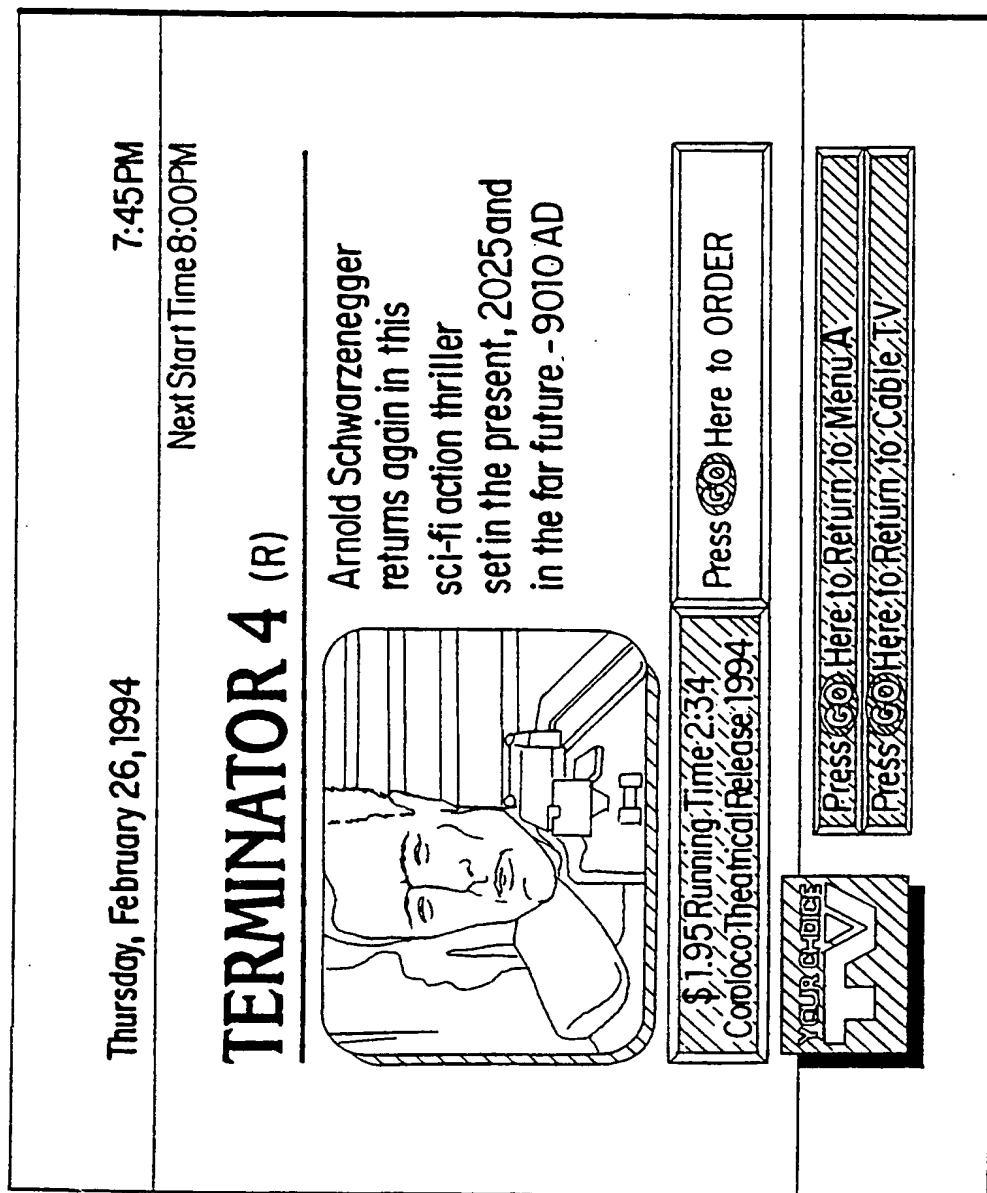 Thursday, February 26, 1994 7:45PM
Next Start Time 8:00PM
TERMINATOR 4 (R)
Arnold Schwarzenegger
returns again in this
sci-fi action thriller
set in the present, 2025 and
in the far future. - 9010 AD
$1.95 Running Time 2:34
Coroloco Theatrical Release 1994
Press GO Here to ORDER
YOUR CHOICE
TV
Press GO Here to Return to Menu A
Press GO Here to Return to Cable TV